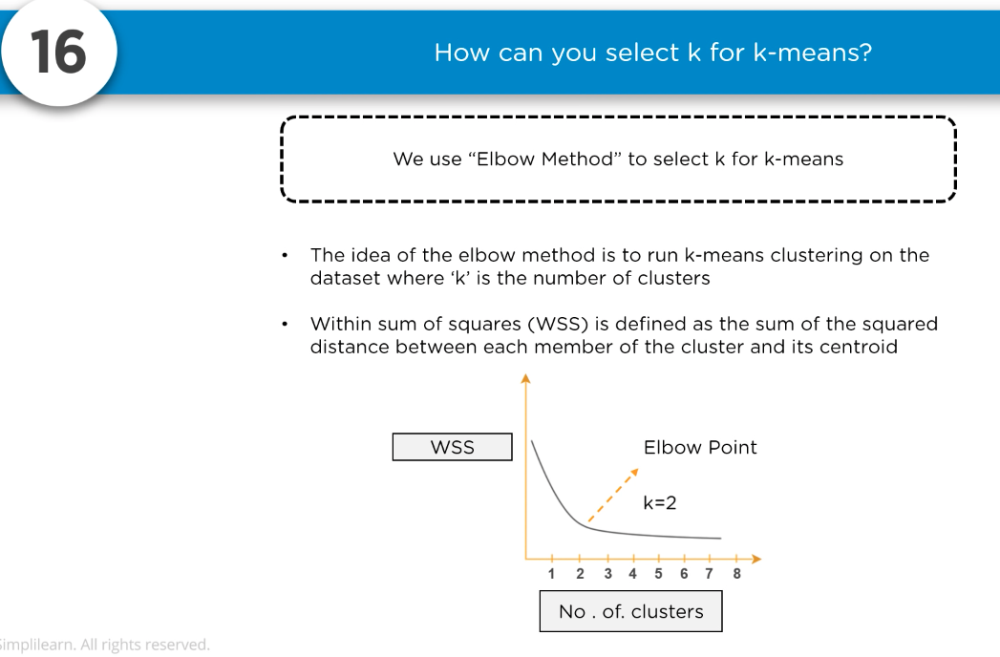 16
How can you select k for k-means?
We use “Elbow Method” to select k for k-means
• The idea of the elbow method is to run k-means clustering on the
dataset where ‘k’ is the number of clusters
• Within sum of squares (WSS) is defined as the sum of the squared
distance between each member of the cluster and its centroid
WSS
Elbow Point
k=2
1 2 3 4 5 6 7 8
No . of. clusters
Simplilearn. All rights reserved.